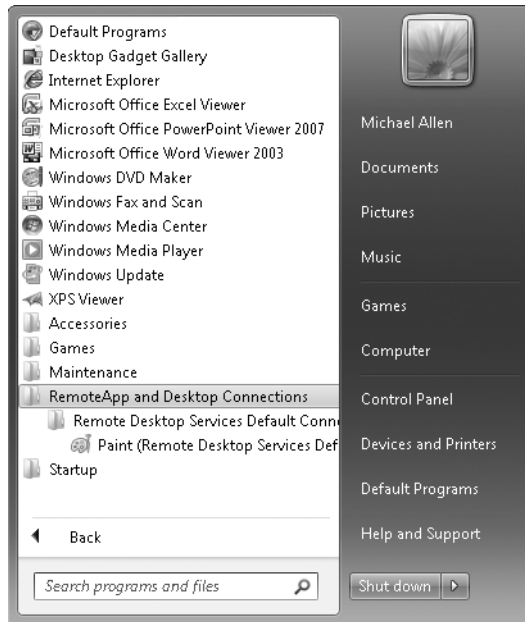 Default Programs
Desktop Gadget Gallery
Internet Explorer
Microsoft Office Excel Viewer
Microsoft Office PowerPoint Viewer 2007
Microsoft Office Word Viewer 2003
Windows DVD Maker
Windows Fax and Scan
Windows Media Center
Windows Media Player
Windows Update
XPS Viewer
Accessories
Games
Maintenance
RemoteApp and Desktop Connections
Remote Desktop Services Default Conn
Paint (Remote Desktop Services Def
Startup
Back
Search programs and files
Michael Allen
Documents
Pictures
Music
Games
Computer
Control Panel
Devices and Printers
Default Programs
Help and Support
Shut down